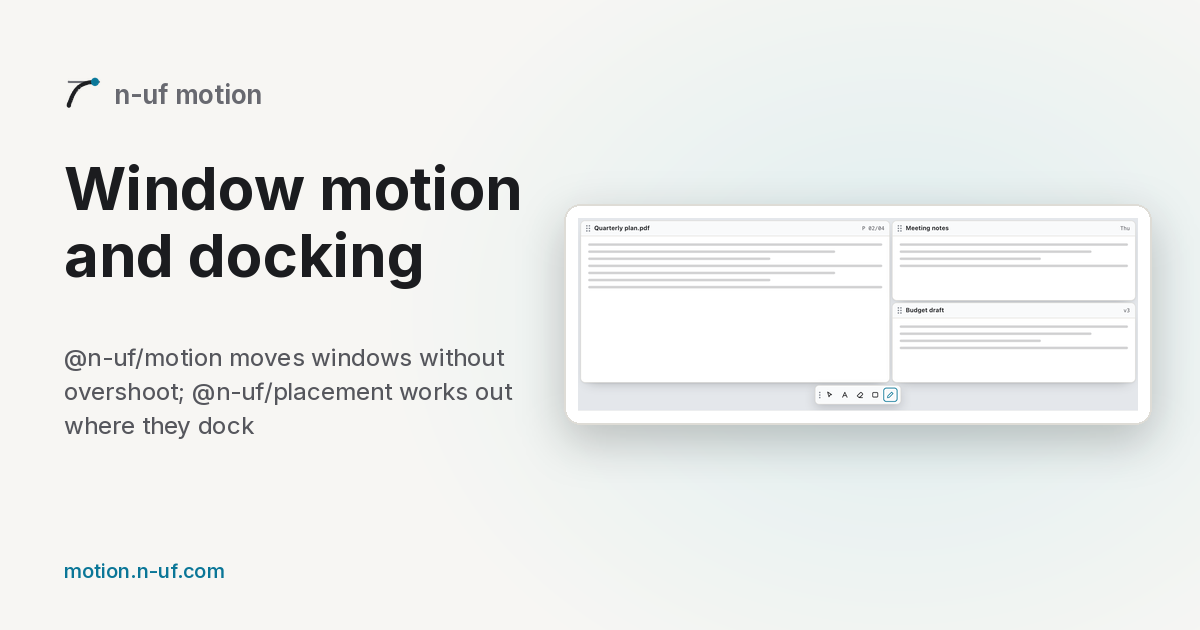 n-uf motion
Window motion
and docking
@n-uf/motion moves windows without
overshoot; @n-uf/placement works out
where they dock
motion.n-uf.com
Quarterly plan.pdf
P 02/04
Meeting notes
Thu
Budget draft
v3
A